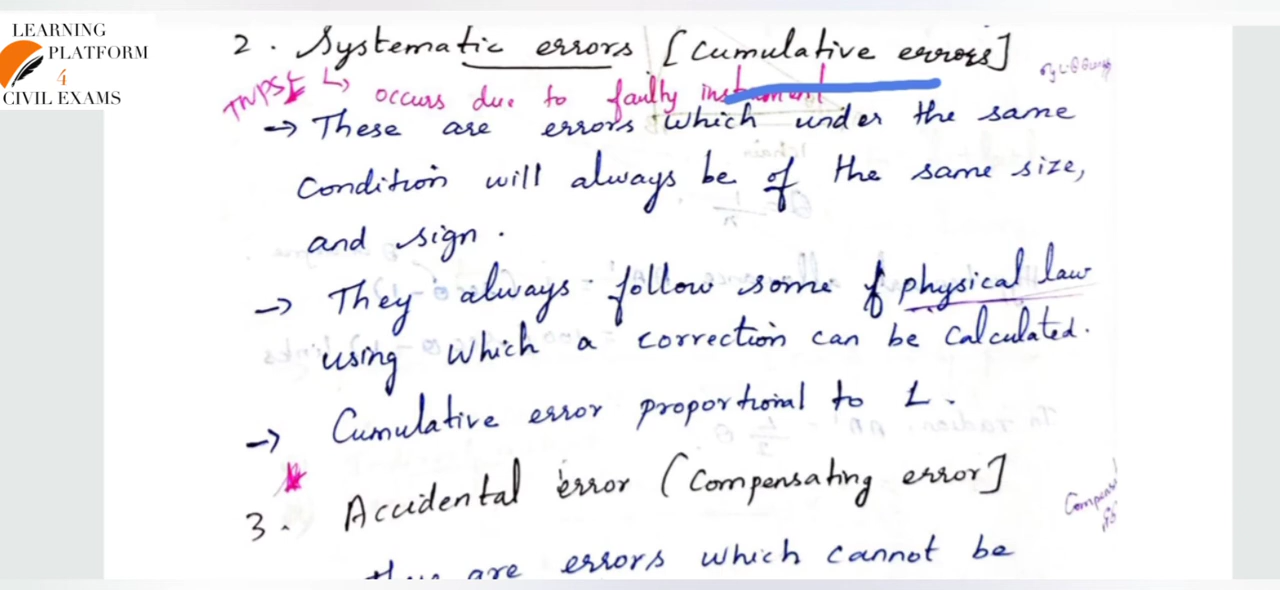 LEARNING
PLATFORM
4
CIVIL EXAMS
2. Systematic errors [Cumulative errors]
TNPSC ↳ occurs due to faulty instrument
→ These are errors which under the same
condition will always be of the same size,
and sign.
→ They always follow some of physical law
using which a correction can be calculated.
→ Cumulative error proportional to L.
3. Accidental error (Compensating error]
are errors which cannot be